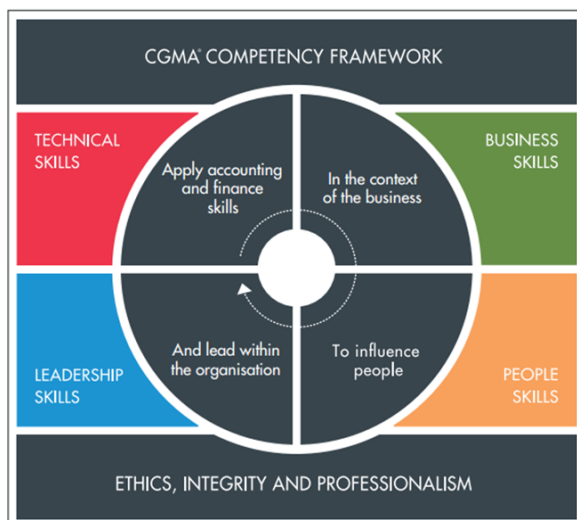 CGMA® COMPETENCY FRAMEWORK
TECHNICAL
SKILLS
BUSINESS
SKILLS
Apply accounting
and finance
skills
In the context
of the business
And lead within
the organisation
To influence
people
LEADERSHIP
SKILLS
PEOPLE
SKILLS
ETHICS, INTEGRITY AND PROFESSIONALISM